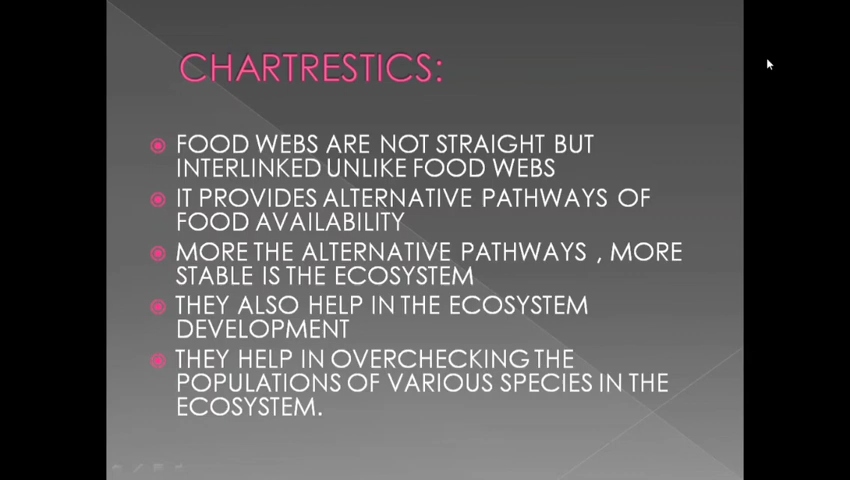 CHARTRESTICS:
FOOD WEBS ARE NOT STRAIGHT BUT
INTERLINKED UNLIKE FOOD WEBS
IT PROVIDES ALTERNATIVE PATHWAYS OF
FOOD AVAILABILITY
MORE THE ALTERNATIVE PATHWAYS , MORE
STABLE IS THE ECOSYSTEM
THEY ALSO HELP IN THE ECOSYSTEM
DEVELOPMENT
THEY HELP IN OVERCHECKING THE
POPULATIONS OF VARIOUS SPECIES IN THE
ECOSYSTEM.